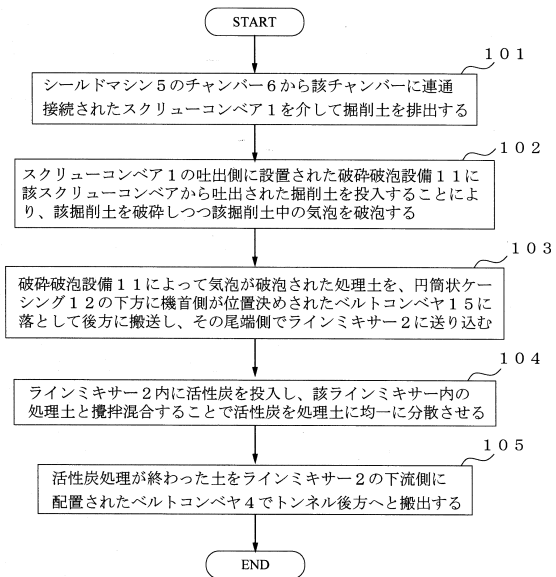 START
101
シールドマシン5のチャンバー6から該チャンバーに連通
接続されたスクリューコンベア1を介して掘削土を排出する
102
スクリューコンベア1の吐出側に設置された破砕破泡設備11に
該スクリューコンベアから吐出された掘削土を投入することによ
り、該掘削土を破砕しつつ該掘削土中の気泡を破泡する
103
破砕破泡設備11によって気泡が破泡された処理土を、円筒状ケー
シング12の下方に機首側が位置決めされたベルトコンベヤ15に
落として後方に搬送し、その尾端側でラインミキサー2に送り込む
104
ラインミキサー2内に活性炭を投入し、該ラインミキサー内の
処理土と攪拌混合することで活性炭を処理土に均一に分散させる
105
活性炭処理が終わった土をラインミキサー2の下流側に
配置されたベルトコンベヤ4でトンネル後方へと搬出する
END